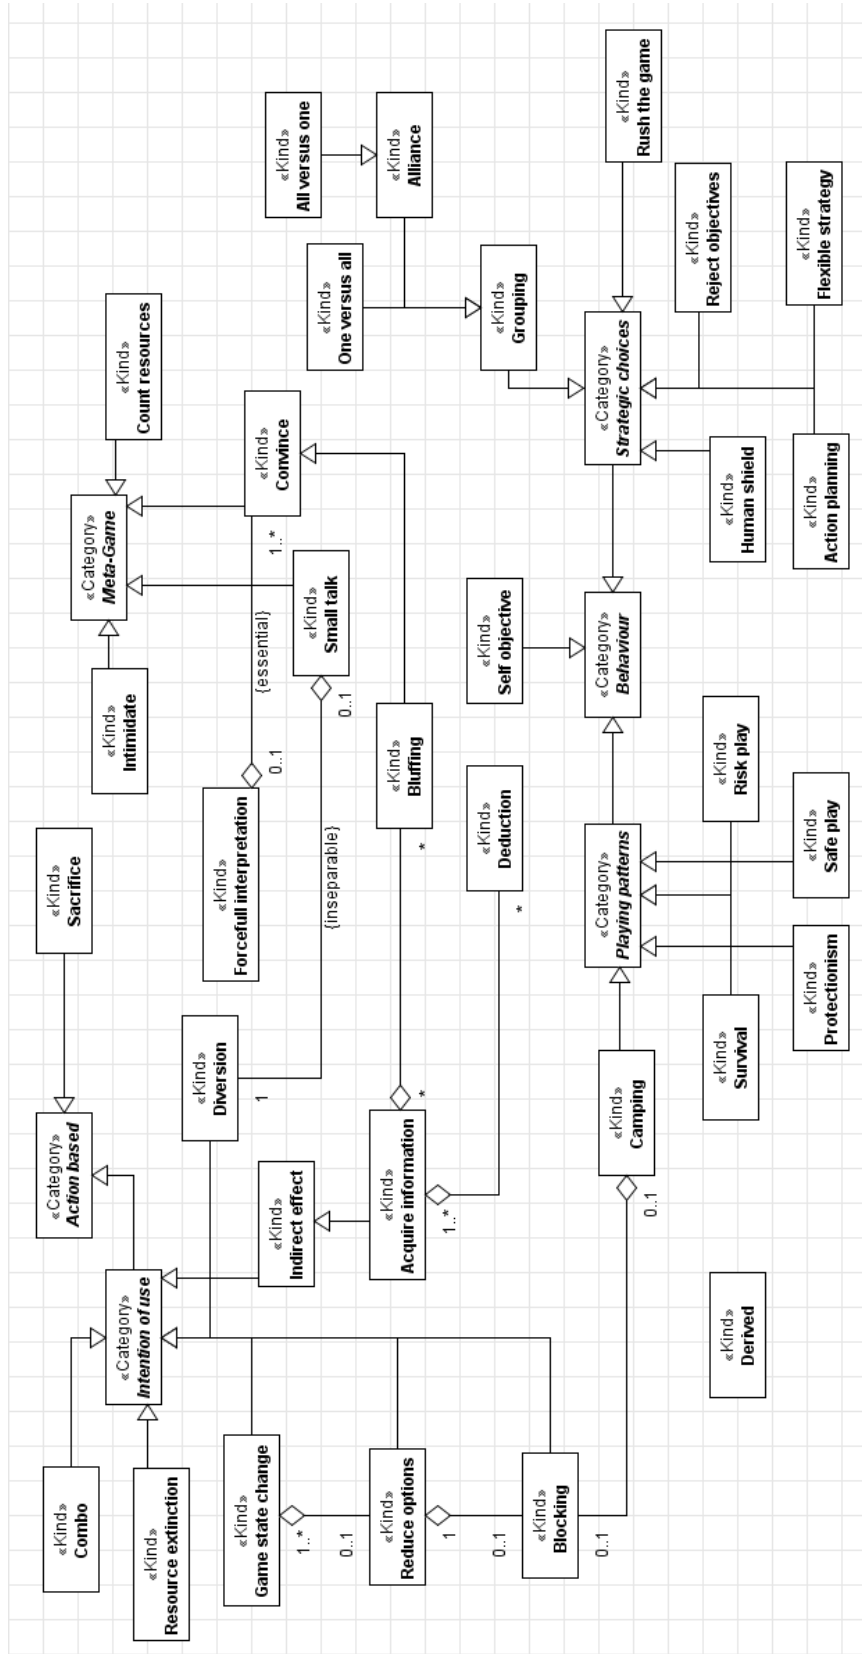 «Kind»
Combo
«Kind»
Resource extinction
«Category»
Action based
«Kind»
Sacrifice
«Category»
Intention of use
«Kind»
Intimidate
«Category»
Meta-Game
«Kind»
Count resources
«Kind»
Game state change
1..*
«Kind»
Diversion
1
«Kind»
Forcefull interpretation
0..1
{essential}
«Kind»
Convince
1..*
«Kind»
Indirect effect
{inseparable}
«Kind»
Small talk
0..1
«Kind»
One versus all
«Kind»
All versus one
0..1
«Kind»
Reduce options
1
«Kind»
Acquire information
*
1..*
«Kind»
Bluffing
*
«Kind»
Alliance
0..1
«Kind»
Blocking
0..1
«Kind»
Deduction
*
«Kind»
Self objective
«Kind»
Grouping
«Kind»
Camping
0..1
«Category»
Playing patterns
«Category»
Behaviour
«Category»
Strategic choices
«Kind»
Rush the game
«Kind»
Derived
«Kind»
Survival
«Kind»
Risk play
«Kind»
Human shield
«Kind»
Reject objectives
«Kind»
Protectionism
«Kind»
Safe play
«Kind»
Action planning
«Kind»
Flexible strategy